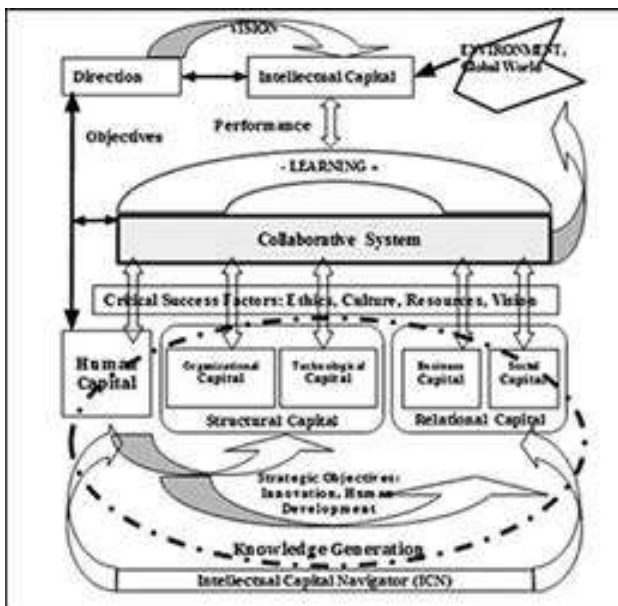 VISION
Direction
Intellectual Capital
ENVIRONMENT,
Global World
Performance
Objectives
- LEARNING +
Collaborative System
Critical Success Factors: Ethics, Culture, Resources, Vision
Human
Capital
Organizational
Capital
Technological
Capital
Business
Capital
Social
Capital
Structural Capital
Relational Capital
Strategic Objectives:
Innovation, Human
Development
Knowledge Generation
Intellectual Capital Navigator (ICN)